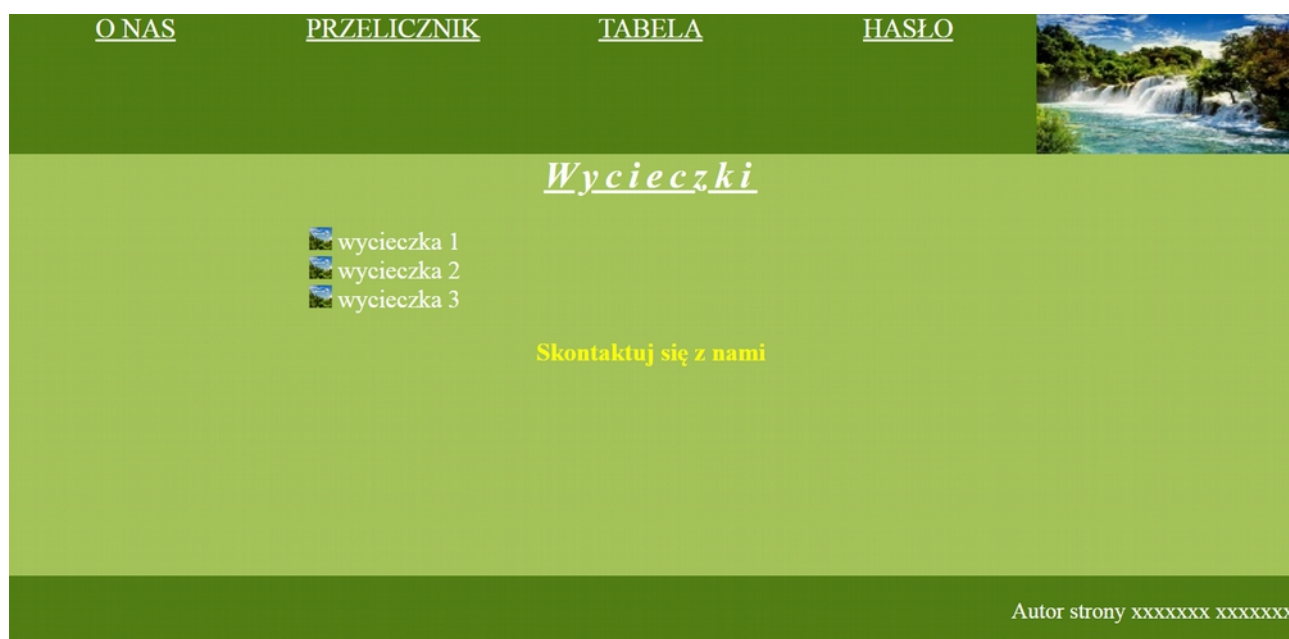 O NAS PRZELICZNIK TABELA HASŁO
Wycieczki
wycieczka 1
wycieczka 2
wycieczka 3
Skontaktuj się z nami
Autor strony xxxxxxx xxxxxxx